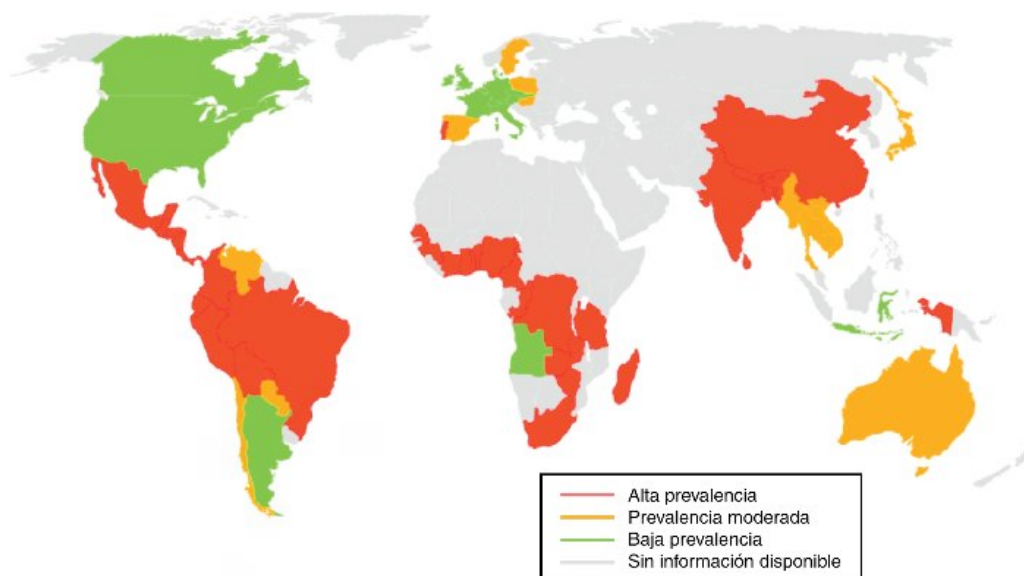 Alta prevalencia
Prevalencia moderada
Baja prevalencia
Sin información disponible